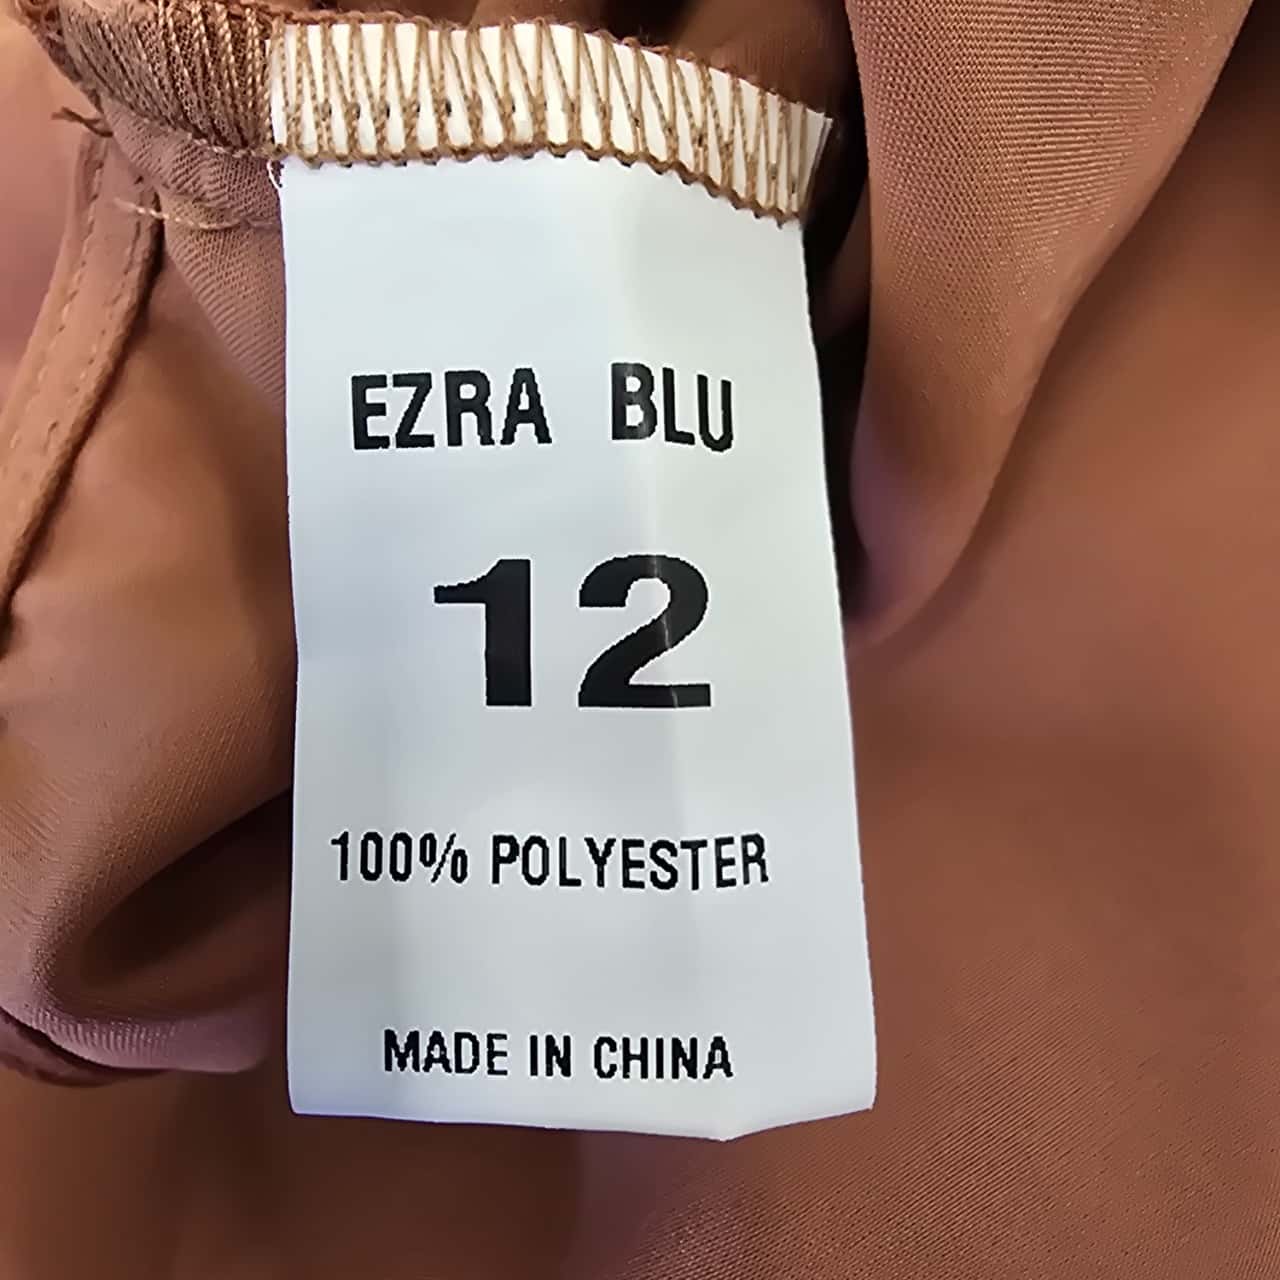 EZRA BLU
12
100% POLYESTER
MADE IN CHINA